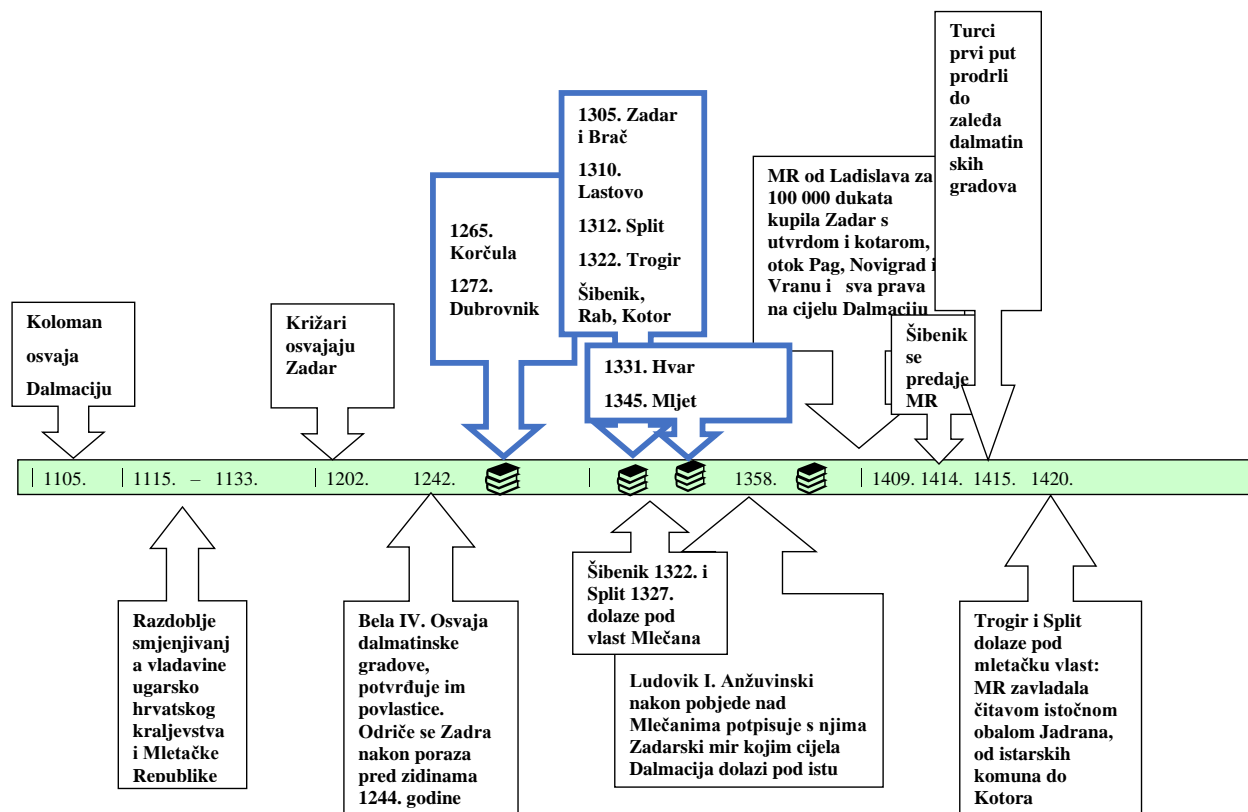 Turci
prvi put
prodrli
do
zaleđa
dalmatin
skih
gradova
1305. Zadar
i Brač
1310.
Lastovo
1312. Split
1322. Trogir
Šibenik,
Rab, Kotor
MR od Ladislava za
100 000 dukata
kupila Zadar s
utvrdom i kotarom,
otok Pag, Novigrad i
Vranu i sva prava
na cijelu Dalmaciju
1265.
Korčula
1272.
Dubrovnik
Koloman
osvaja
Dalmaciju
Križari
osvajaju
Zadar
1331. Hvar
1345. Mljet
Šibenik
se
predaje
MR
1105. 1115. – 1133. 1202. 1242. 1358. 1409. 1414. 1415. 1420.
Razdoblje
smjenjivanj
a vladavine
ugarsko
hrvatskog
kraljevstva
i Mletačke
Republike
Bela IV. Osvaja
dalmatinske
gradove,
potvrđuje im
povlastice.
Odriče se Zadra
nakon poraza
pred zidinama
1244. godine
Šibenik 1322. i
Split 1327.
dolaze pod
vlast Mlečana
Ludovik I. Anžuvinski
nakon pobjede nad
Mlečanima potpisuje s njima
Zadarski mir kojim cijela
Dalmacija dolazi pod istu
Trogir i Split
dolaze pod
mletačku vlast:
MR zavladala
čitavom istočnom
obalom Jadrana,
od istarskih
komuna do
Kotora